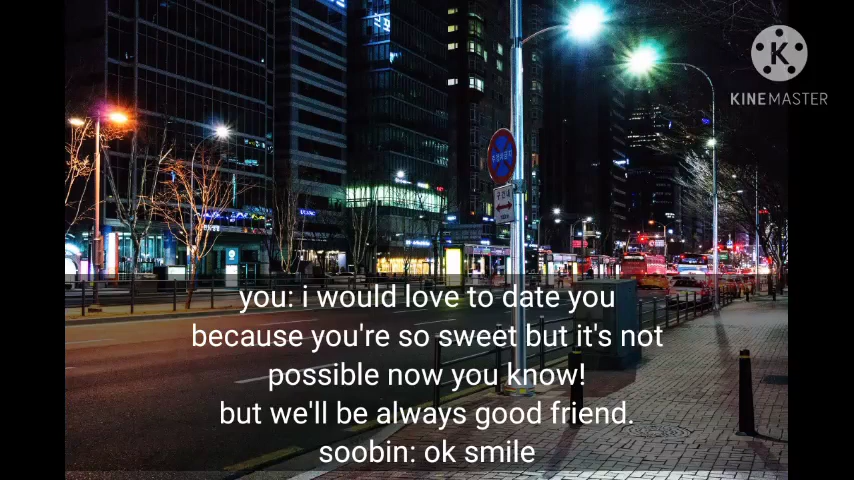 KINEMASTER
you: i would love to date you
because you're so sweet but it's not
possible now you know!
but we'll be always good friend.
soobin: ok smile